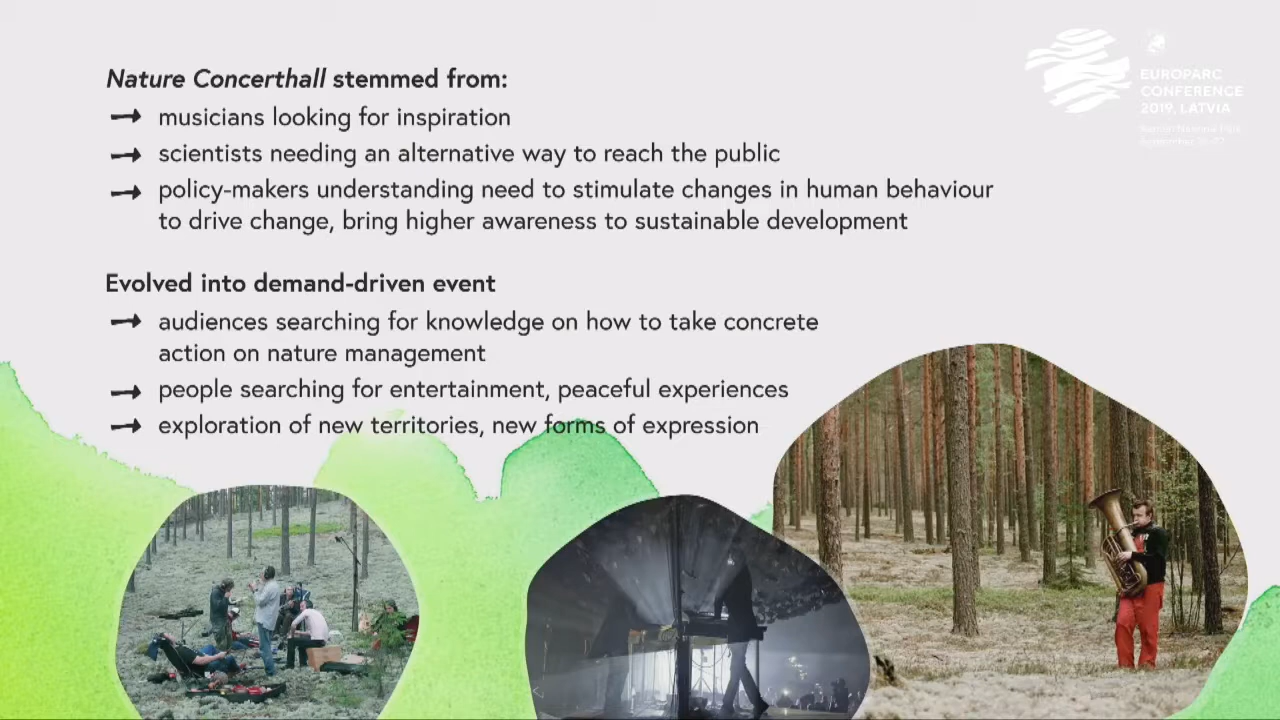 Nature Concerthall stemmed from:
musicians looking for inspiration
scientists needing an alternative way to reach the public
policy-makers understanding need to stimulate changes in human behaviour
to drive change, bring higher awareness to sustainable development
Evolved into demand-driven event
audiences searching for knowledge on how to take concrete
action on nature management
people searching for entertainment, peaceful experiences
exploration of new territories, new forms of expression
EUROPARC
CONFERENCE
2019, LATVIA